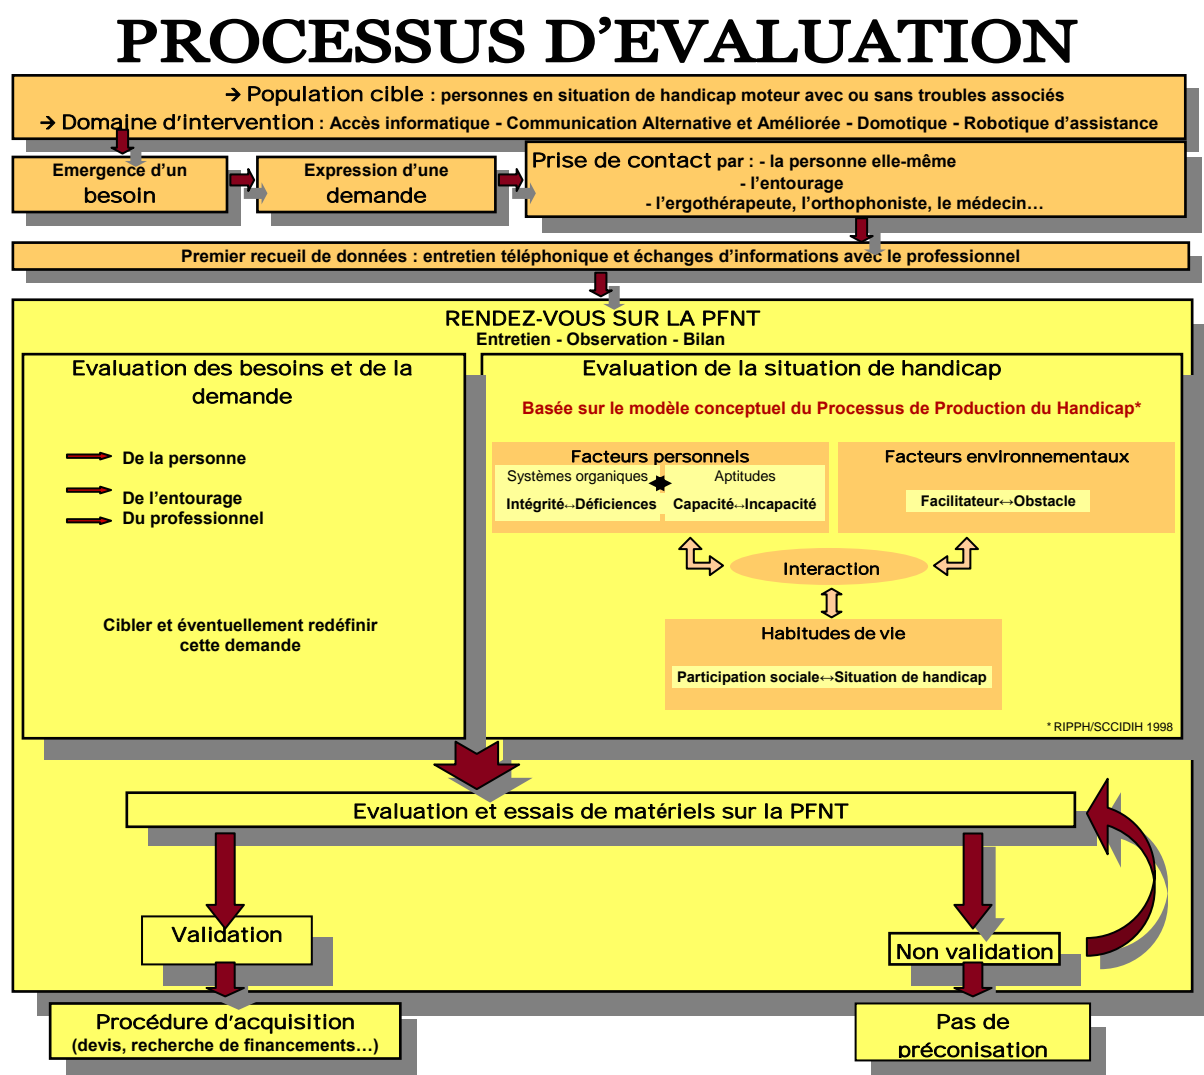 PROCESSUS D'EVALUATION
→ Population cible : personnes en situation de handicap moteur avec ou sans troubles associés
→ Domaine d'intervention : Accès informatique - Communication Alternative et Améliorée - Domotique - Robotique d'assistance
Emergence d'un
besoin
Expression d'une
demande
Prise de contact par : - la personne elle-même
- l'entourage
- l'ergothérapeute, l'orthophoniste, le médecin…
Premier recueil de données : entretien téléphonique et échanges d'informations avec le professionnel
RENDEZ-VOUS SUR LA PFNT
Entretien - Observation - Bilan
Evaluation des besoins et de la
demande
De la personne
De l'entourage
Du professionnel
Cibler et éventuellement redéfinir
cette demande
Evaluation de la situation de handicap
Basée sur le modèle conceptuel du Processus de Production du Handicap*
Facteurs personnels
Systèmes organiques
Intégrité↔Déficiences
Aptitudes
Capacité↔Incapacité
Facteurs environnementaux
Facilitateur↔Obstacle
Interaction
Habitudes de vie
Participation sociale↔Situation de handicap
* RIPPH/SCCIDIH 1998
Evaluation et essais de matériels sur la PFNT
Validation
Non validation
Procédure d'acquisition
(devis, recherche de financements…)
Pas de
préconisation